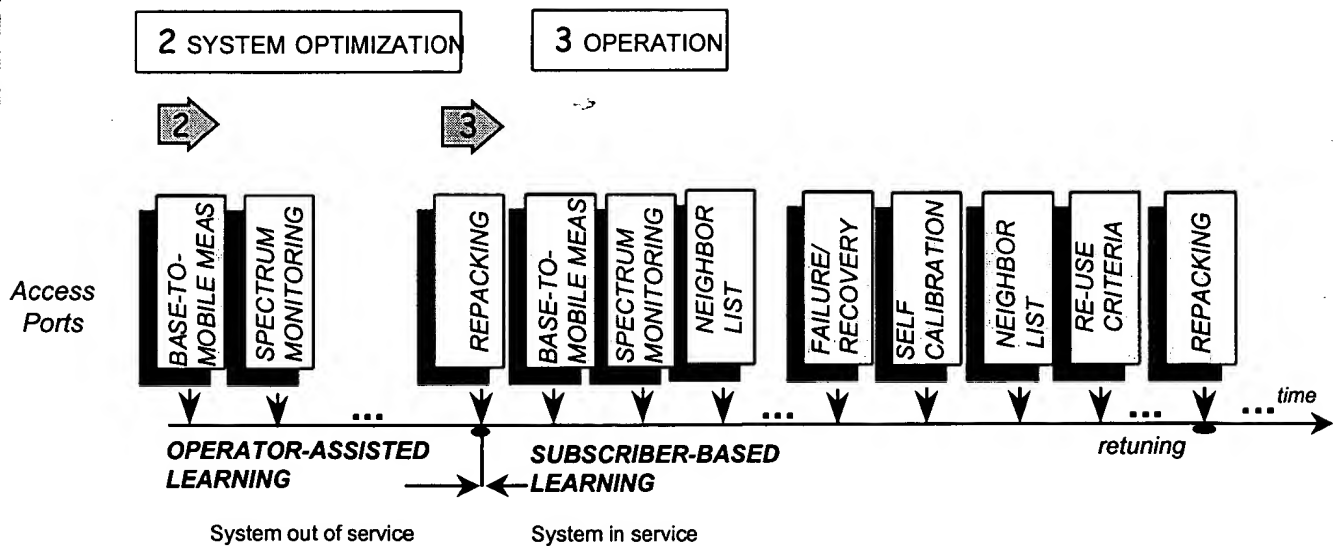 2 SYSTEM OPTIMIZATION
3 OPERATION
2
3
Access
Ports
BASE-TO-
MOBILE MEAS
SPECTRUM
MONITORING
REPACKING
BASE-TO-
MOBILE MEAS
SPECTRUM
MONITORING
NEIGHBOR
LIST
FAILURE/
RECOVERY
SELF
CALIBRATION
NEIGHBOR
LIST
RE-USE
CRITERIA
REPACKING
...
...
...
...
time
OPERATOR-ASSISTED
LEARNING
SUBSCRIBER-BASED
LEARNING
retuning
System out of service
System in service